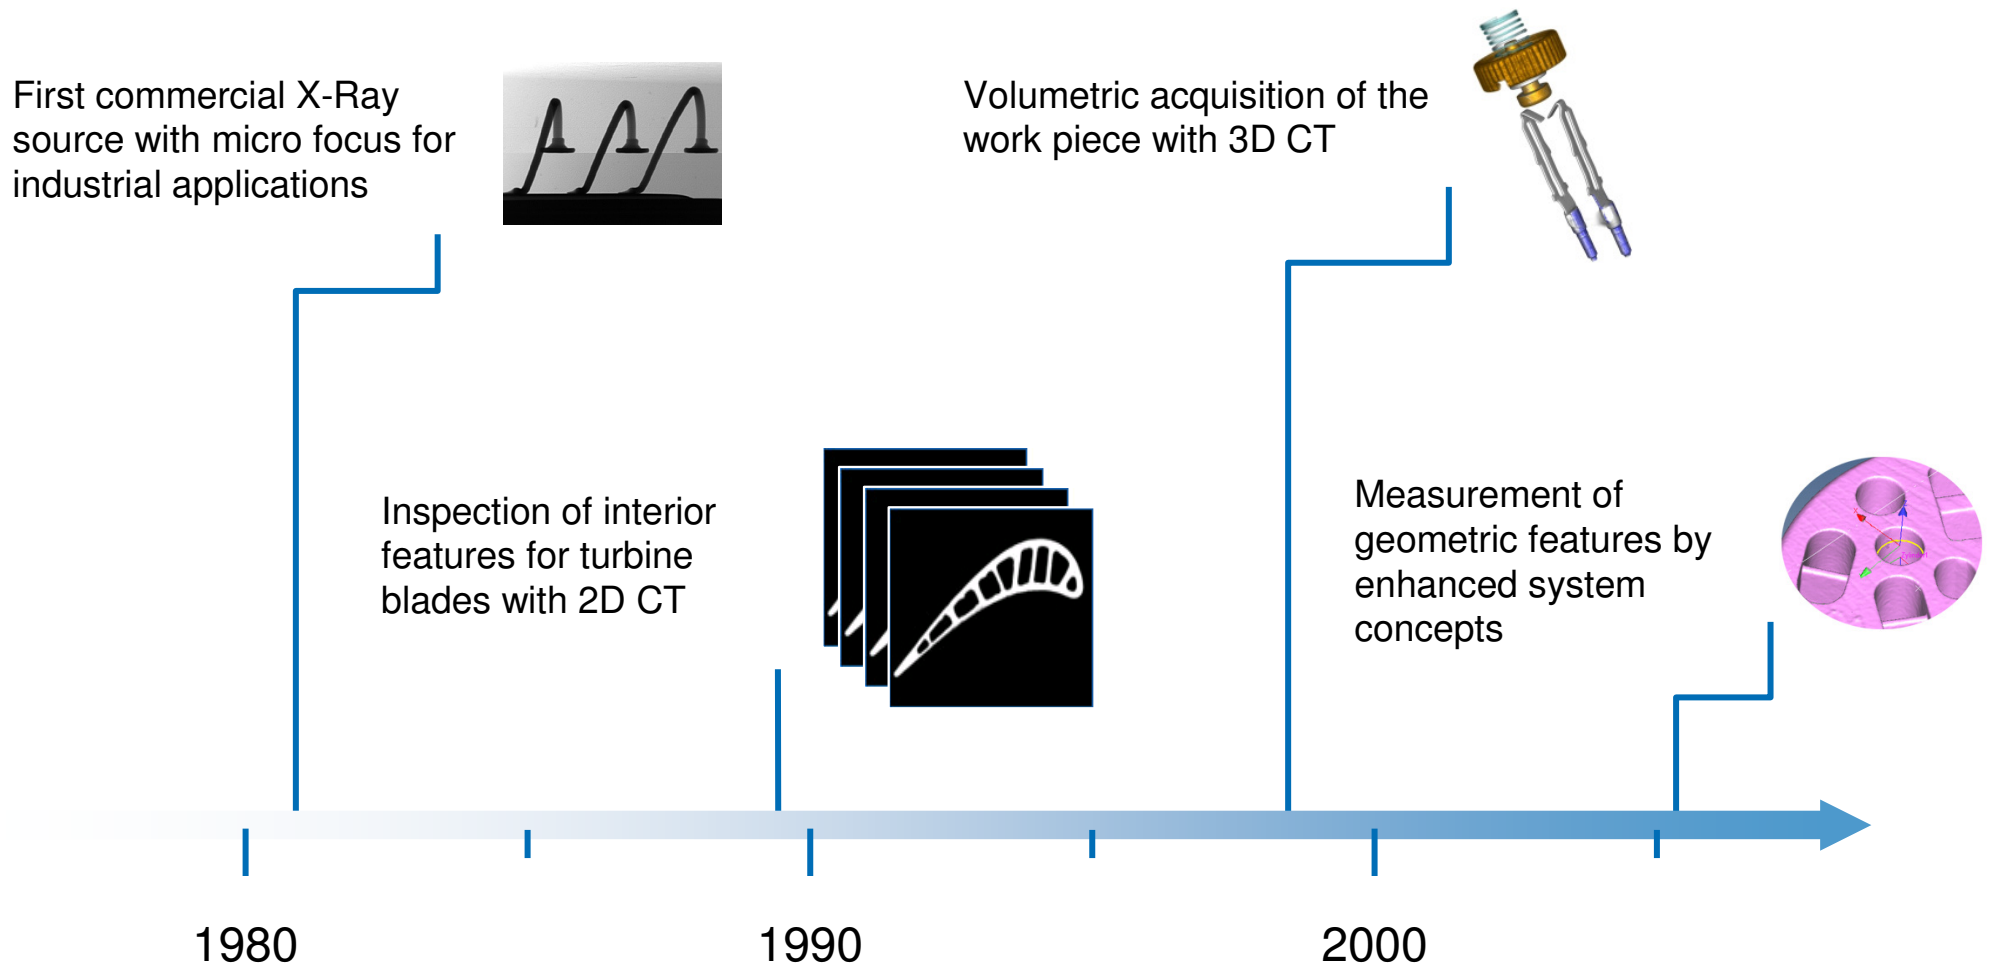 First commercial X-Ray
source with micro focus for
industrial applications
Volumetric acquisition of the
work piece with 3D CT
Inspection of interior
features for turbine
blades with 2D CT
Measurement of
geometric features by
enhanced system
concepts
1980
1990
2000